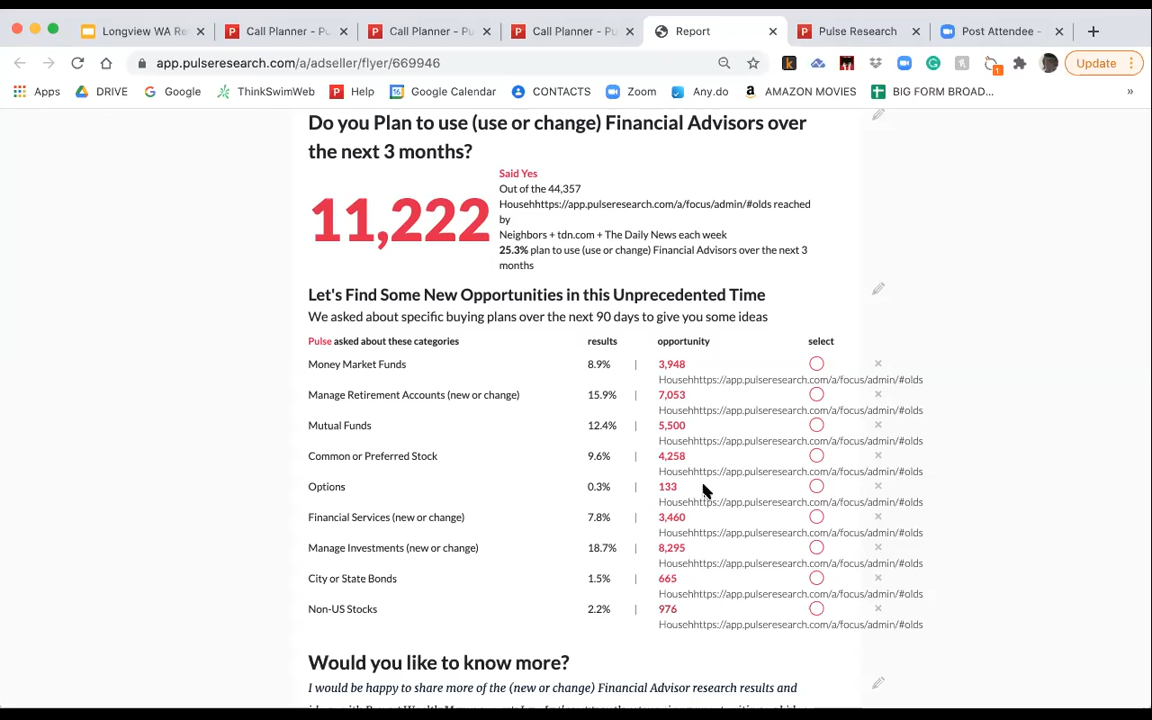 Longview WA Re
Call Planner - Pu
Call Planner - Pu
Call Planner - Pu
Report
Pulse Research
Post Attendee -
app.pulseresearch.com/a/adseller/flyer/669946
Update
Apps
DRIVE
Google
ThinkSwimWeb
Help
Google Calendar
CONTACTS
Zoom
Any.do
AMAZON MOVIES
BIG FORM BROAD...
»
Do you Plan to use (use or change) Financial Advisors over
the next 3 months?
11,222
Said Yes
Out of the 44,357
Househhttps://app.pulseresearch.com/a/focus/admin/#olds reached
by
Neighbors + tdn.com + The Daily News each week
25.3% plan to use (use or change) Financial Advisors over the next 3
months
Let's Find Some New Opportunities in this Unprecedented Time
We asked about specific buying plans over the next 90 days to give you some ideas
Pulse asked about these categories results opportunity select
Money Market Funds 8.9% | 3,948
Househhttps://app.pulseresearch.com/a/focus/admin/#olds
Manage Retirement Accounts (new or change) 15.9% | 7,053
Househhttps://app.pulseresearch.com/a/focus/admin/#olds
Mutual Funds 12.4% | 5,500
Househhttps://app.pulseresearch.com/a/focus/admin/#olds
Common or Preferred Stock 9.6% | 4,258
Househhttps://app.pulseresearch.com/a/focus/admin/#olds
Options 0.3% | 133
Househhttps://app.pulseresearch.com/a/focus/admin/#olds
Financial Services (new or change) 7.8% | 3,460
Househhttps://app.pulseresearch.com/a/focus/admin/#olds
Manage Investments (new or change) 18.7% | 8,295
Househhttps://app.pulseresearch.com/a/focus/admin/#olds
City or State Bonds 1.5% | 665
Househhttps://app.pulseresearch.com/a/focus/admin/#olds
Non-US Stocks 2.2% | 976
Househhttps://app.pulseresearch.com/a/focus/admin/#olds
Would you like to know more?
I would be happy to share more of the (new or change) Financial Advisor research results and